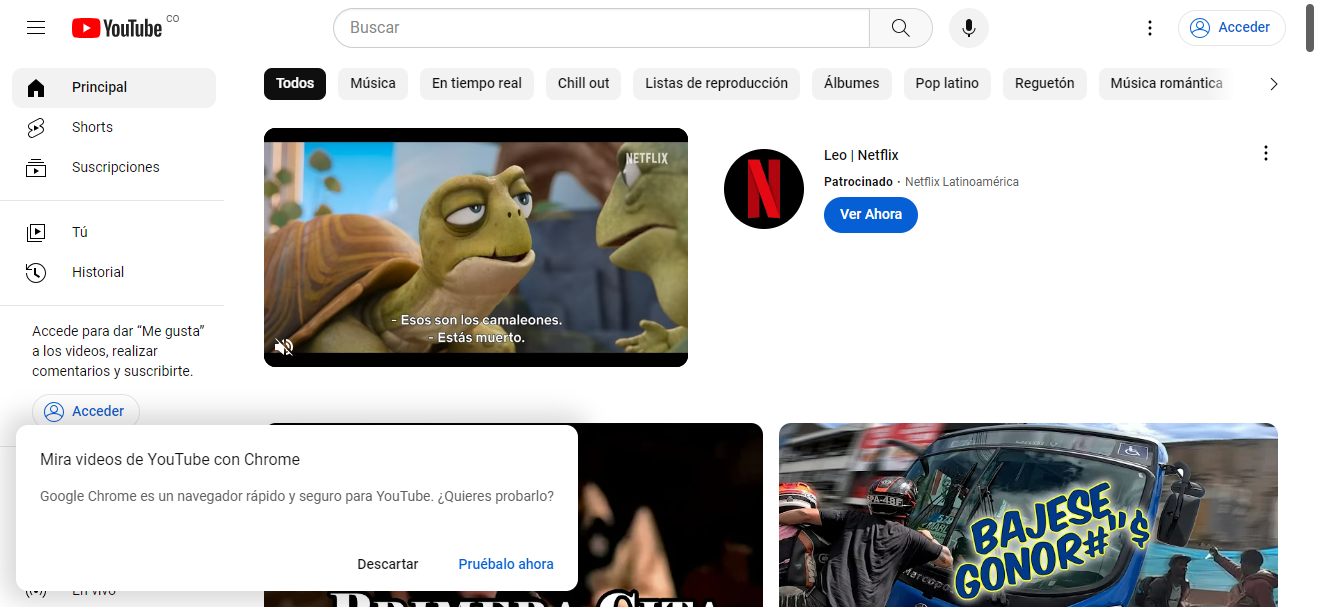 YouTube CO
Buscar
Acceder
Principal
Shorts
Suscripciones
Tú
Historial
Accede para dar “Me gusta”
a los videos, realizar
comentarios y suscribirte.
Acceder
Todos
Música
En tiempo real
Chill out
Listas de reproducción
Álbumes
Pop latino
Reguetón
Música romántica
NETFLIX
- Esos son los camaleones.
- Estás muerto.
N
Leo | Netflix
Patrocinado · Netflix Latinoamérica
Ver Ahora
Mira videos de YouTube con Chrome
Google Chrome es un navegador rápido y seguro para YouTube. ¿Quieres probarlo?
Descartar
Pruébalo ahora
En vivo
PRIMERA CITA
BAJESE
GONOR#"$
Marcopo